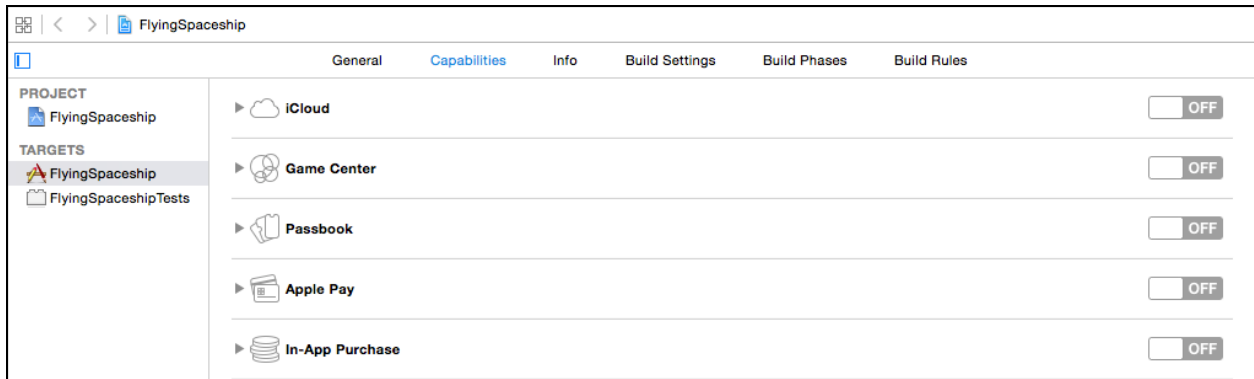 FlyingSpaceship
General Capabilities Info Build Settings Build Phases Build Rules
PROJECT
FlyingSpaceship
TARGETS
FlyingSpaceship
FlyingSpaceshipTests
iCloud OFF
Game Center OFF
Passbook OFF
Apple Pay OFF
In-App Purchase OFF